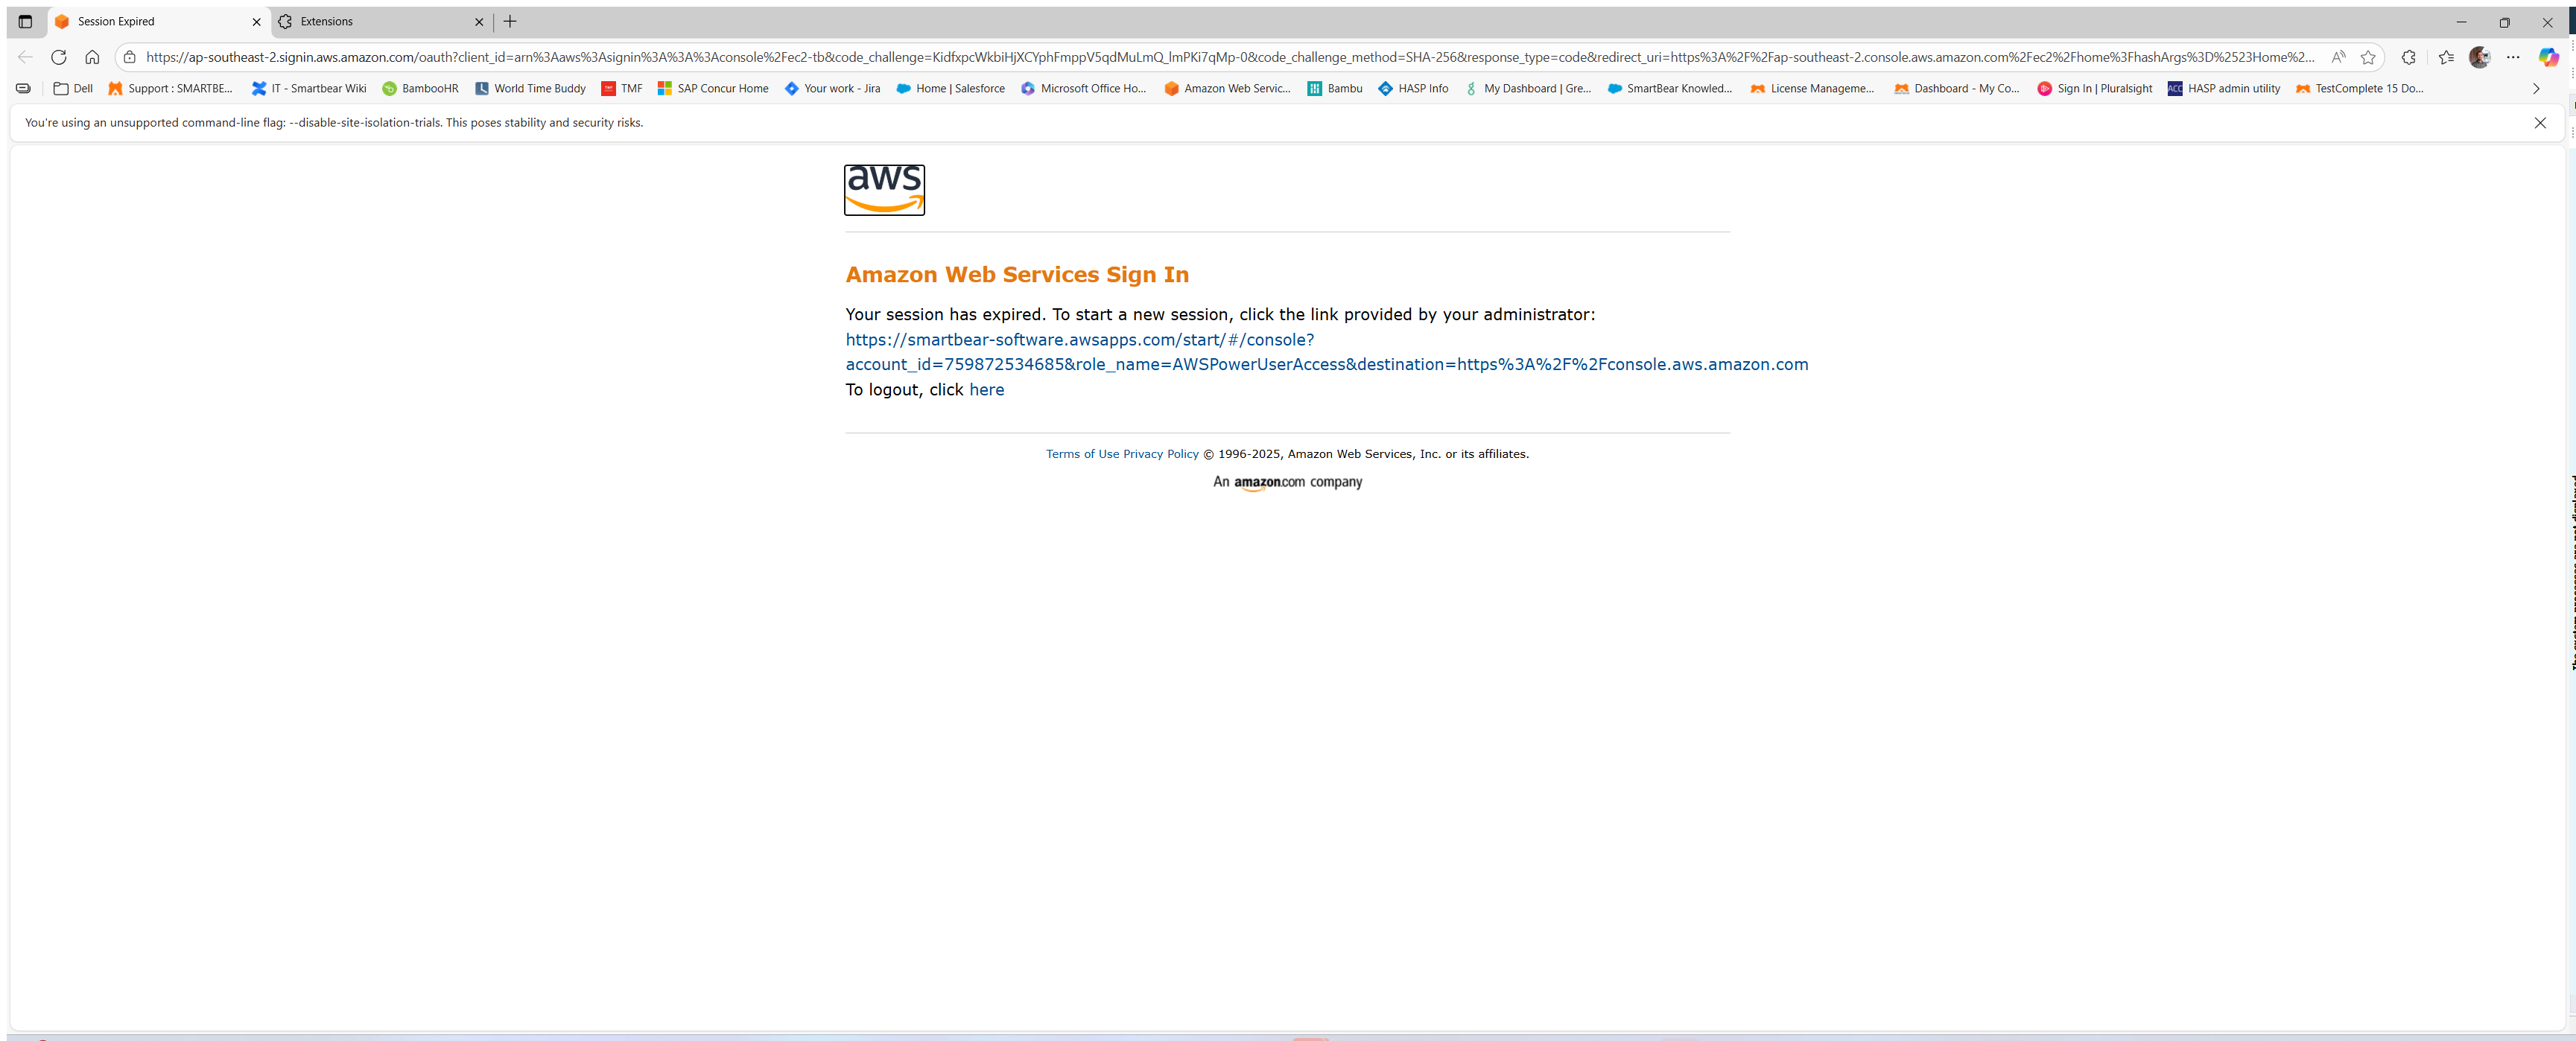 Session Expired
Extensions
https://ap-southeast-2.signin.aws.amazon.com/oauth?client_id=arn%3Aaws%3Asignin%3A%3A%3Aconsole%2Fec2-tb&code_challenge=KidfxpcWkbiHjXCYphFmppV5qdMuLmQ_lmPKi7qMp-0&code_challenge_method=SHA-256&response_type=code&redirect_uri=https%3A%2F%2Fap-southeast-2.console.aws.amazon.com%2Fec2%2Fhome%3FhashArgs%3D%2523Home%2...
Dell
Support : SMARTBE...
IT - Smartbear Wiki
BambooHR
World Time Buddy
TMF
SAP Concur Home
Your work - Jira
Home | Salesforce
Microsoft Office Ho...
Amazon Web Servic...
Bambu
HASP Info
My Dashboard | Gre...
SmartBear Knowled...
License Manageme...
Dashboard - My Co...
Sign In | Pluralsight
ACC
HASP admin utility
TestComplete 15 Do...
You're using an unsupported command-line flag: --disable-site-isolation-trials. This poses stability and security risks.
aws
Amazon Web Services Sign In
Your session has expired. To start a new session, click the link provided by your administrator:
https://smartbear-software.awsapps.com/start/#/console?
account_id=759872534685&role_name=AWSPowerUserAccess&destination=https%3A%2F%2Fconsole.aws.amazon.com
To logout, click here
Terms of Use Privacy Policy © 1996-2025, Amazon Web Services, Inc. or its affiliates.
An amazon.com company